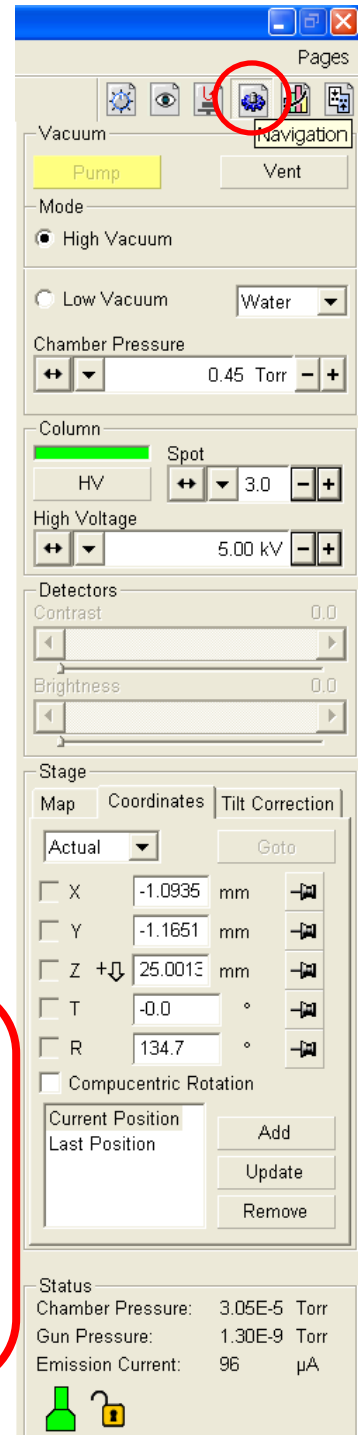 Pages
Navigation
Vacuum
Pump Vent
Mode
High Vacuum
Low Vacuum Water
Chamber Pressure
0.45 Torr
Column
Spot
HV 3.0
High Voltage
5.00 kV
Detectors
Contrast 0.0
Brightness 0.0
Stage
Map Coordinates Tilt Correction
Actual Goto
X -1.0935 mm
Y -1.1651 mm
Z 25.0013 mm
T -0.0 °
R 134.7 °
Compucentric Rotation
Current Position
Last Position
Add
Update
Remove
Status
Chamber Pressure: 3.05E-5 Torr
Gun Pressure: 1.30E-9 Torr
Emission Current: 96 µA